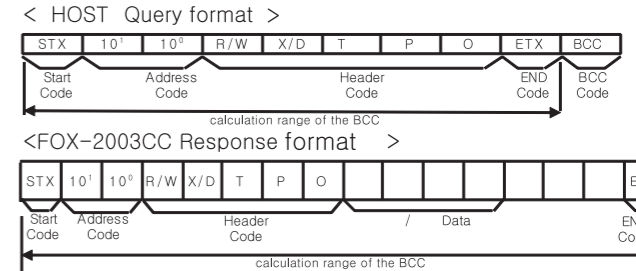 < HOST Query format >
STX 10¹ 10⁰ R/W X/D T P O ETX BCC
Start Code Address Code Header Code END Code BCC Code
calculation range of the BCC
<FOX-2003CC Response format >
STX 10¹ 10⁰ R/W X/D T P O
Start Code Address Code Header Code / Data
calculation range of the BCC